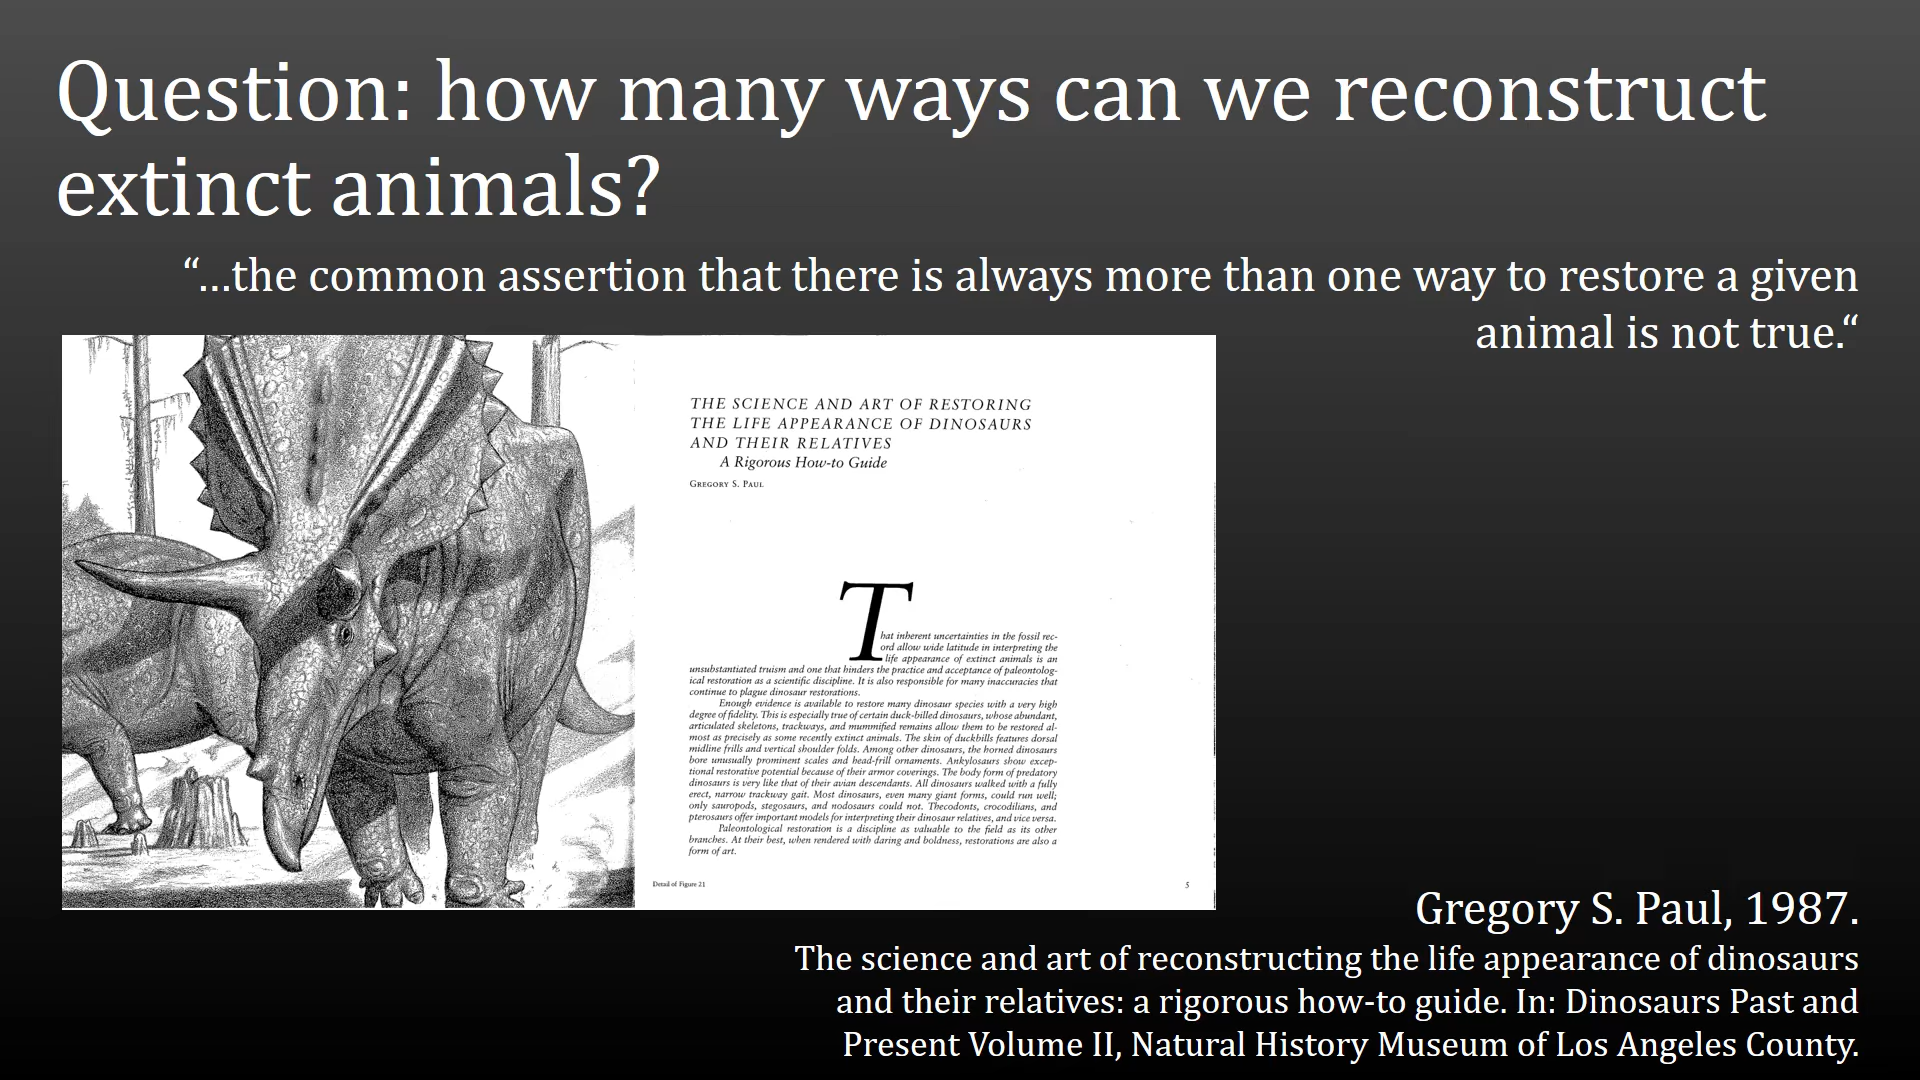 Question: how many ways can we reconstruct
extinct animals?
“…the common assertion that there is always more than one way to restore a given
animal is not true.“
THE SCIENCE AND ART OF RESTORING
THE LIFE APPEARANCE OF DINOSAURS
AND THEIR RELATIVES
A Rigorous How-to Guide
GREGORY S. PAUL
That inherent uncertainties in the fossil rec-
ord allow wide latitude in interpreting the
life appearance of extinct animals is an
unsubstantiated truism and one that hinders the practice and acceptance of paleontolog-
ical restoration as a scientific discipline. It is also responsible for many inaccuracies that
continue to plague dinosaur restorations.
Enough evidence is available to restore many dinosaur species with a very high
degree of fidelity. This is especially true of certain duck-billed dinosaurs, whose abundant,
articulated skeletons, trackways, and mummified remains allow them to be restored al-
most as precisely as some recently extinct animals. The skin of duckbills features dorsal
midline frills and vertical shoulder folds. Among other dinosaurs, the horned dinosaurs
bore unusually prominent scales and head-frill ornaments. Ankylosaurs show excep-
tional restorative potential because of their armor coverings. The body form of predatory
dinosaurs is very like that of their avian descendants. All dinosaurs walked with a fully
erect, narrow trackway gait. Most dinosaurs, even many giant forms, could run well;
only sauropods, stegosaurs, and nodosaurs could not. Thecodonts, crocodilians, and
pterosaurs offer important models for interpreting their dinosaur relatives, and vice versa.
Paleontological restoration is a discipline as valuable to the field as its other
branches. At their best, when rendered with daring and boldness, restorations are also a
form of art.
Detail of Figure 21
5
Gregory S. Paul, 1987.
The science and art of reconstructing the life appearance of dinosaurs
and their relatives: a rigorous how-to guide. In: Dinosaurs Past and
Present Volume II, Natural History Museum of Los Angeles County.